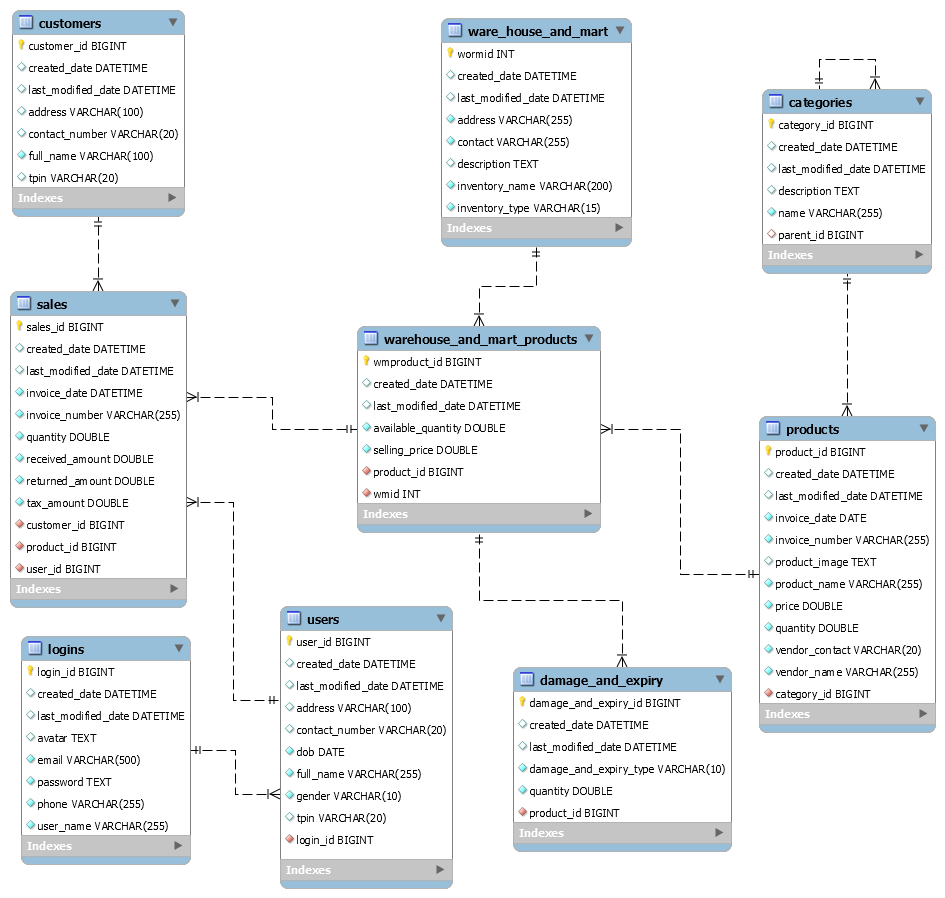 customers
customer_id BIGINT
created_date DATETIME
last_modified_date DATETIME
address VARCHAR(100)
contact_number VARCHAR(20)
full_name VARCHAR(100)
tpin VARCHAR(20)
Indexes
ware_house_and_mart
wormid INT
created_date DATETIME
last_modified_date DATETIME
address VARCHAR(255)
contact VARCHAR(255)
description TEXT
inventory_name VARCHAR(200)
inventory_type VARCHAR(15)
Indexes
categories
category_id BIGINT
created_date DATETIME
last_modified_date DATETIME
description TEXT
name VARCHAR(255)
parent_id BIGINT
Indexes
sales
sales_id BIGINT
created_date DATETIME
last_modified_date DATETIME
invoice_date DATETIME
invoice_number VARCHAR(255)
quantity DOUBLE
received_amount DOUBLE
returned_amount DOUBLE
tax_amount DOUBLE
customer_id BIGINT
product_id BIGINT
user_id BIGINT
Indexes
warehouse_and_mart_products
wmproduct_id BIGINT
created_date DATETIME
last_modified_date DATETIME
available_quantity DOUBLE
selling_price DOUBLE
product_id BIGINT
wmid INT
Indexes
products
product_id BIGINT
created_date DATETIME
last_modified_date DATETIME
invoice_date DATE
invoice_number VARCHAR(255)
product_image TEXT
product_name VARCHAR(255)
price DOUBLE
quantity DOUBLE
vendor_contact VARCHAR(20)
vendor_name VARCHAR(255)
category_id BIGINT
Indexes
logins
login_id BIGINT
created_date DATETIME
last_modified_date DATETIME
avatar TEXT
email VARCHAR(500)
password TEXT
phone VARCHAR(255)
user_name VARCHAR(255)
Indexes
users
user_id BIGINT
created_date DATETIME
last_modified_date DATETIME
address VARCHAR(100)
contact_number VARCHAR(20)
dob DATE
full_name VARCHAR(255)
gender VARCHAR(10)
tpin VARCHAR(20)
login_id BIGINT
Indexes
damage_and_expiry
damage_and_expiry_id BIGINT
created_date DATETIME
last_modified_date DATETIME
damage_and_expiry_type VARCHAR(10)
quantity DOUBLE
product_id BIGINT
Indexes